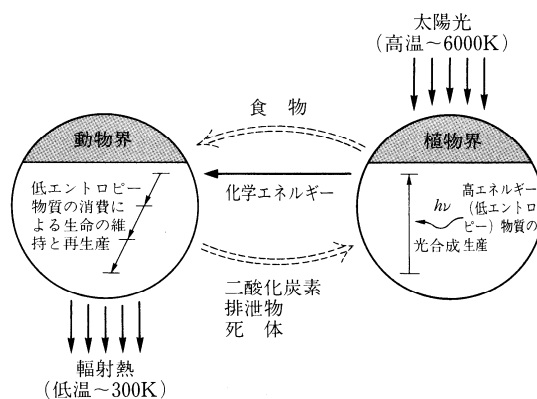 太陽光
(高温~6000K)
動物界
食物
植物界
低エントロピー
物質の消費に
よる生命の維
持と再生産
化学エネルギー
hν
高エネルギー
(低エントロ
ピー)物質の
生産
光合成
二酸化炭素
排泄物
死体
輻射熱
(低温~300K)